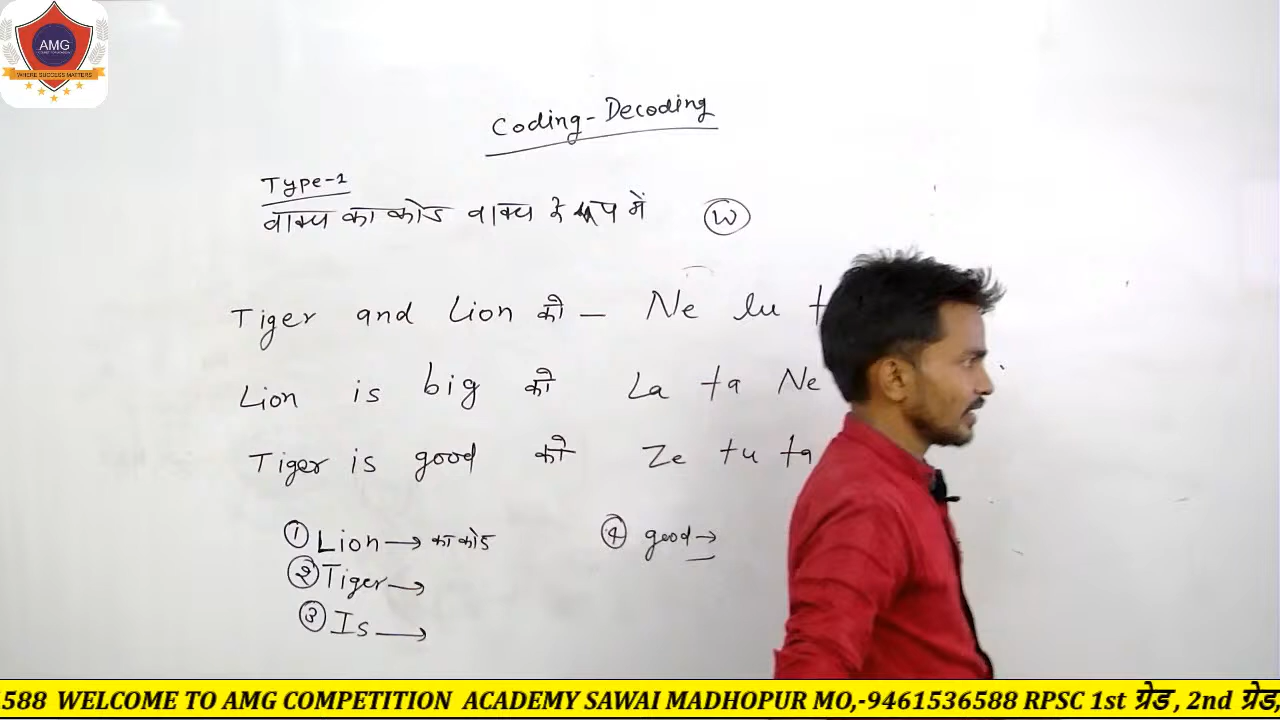 AMG
WHERE SUCCESS MATTERS
Coding-Decoding
Type-1
वाक्य का कोड वाक्य के रूप में W
Tiger and Lion को — Ne lu t
Lion is big को La ta Ne
Tiger is good को Ze tu ta
① Lion → का कोड ④ good →
② Tiger →
③ Is →
1588 WELCOME TO AMG COMPETITION ACADEMY SAWAI MADHOPUR MO,-9461536588 RPSC 1st ग्रेड , 2nd ग्रेड,